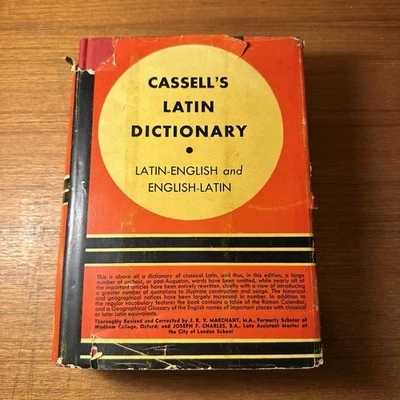 CASSELL'S
LATIN
DICTIONARY
•
LATIN-ENGLISH and
ENGLISH-LATIN
This is above all a dictionary of classical Latin, and thus, in this edition, a large
number of archaic, or post-Augustan, words have been omitted, while nearly all of
the important articles have been entirely rewritten, chiefly with a view of introducing
a greater number of quotations to illustrate construction and usage. The historical
and geographical notices have been largely increased in number. In addition to
the regular vocabulary features the book contains a table of the Roman Calendar,
and a Geographical Glossary of the English names of important places with classical
or later Latin equivalents.
Thoroughly Revised and Corrected by J. R. V. MARCHANT, M.A., Formerly Scholar of
Wadham College, Oxford; and JOSEPH F. CHARLES, B.A., Late Assistant Master at
the City of London School